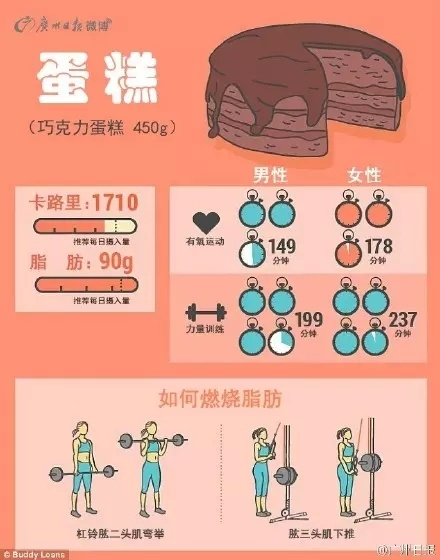 广州日报微博
蛋糕
(巧克力蛋糕 450g)
男性 女性
卡路里:1710
推荐每日摄入量
脂 肪:90g
推荐每日摄入量
有氧运动
149
分钟
178
分钟
力量训练
199
分钟
237
分钟
如何燃烧脂肪
杠铃肱二头肌弯举
肱三头肌下推
© Buddy Loans
@广州日报